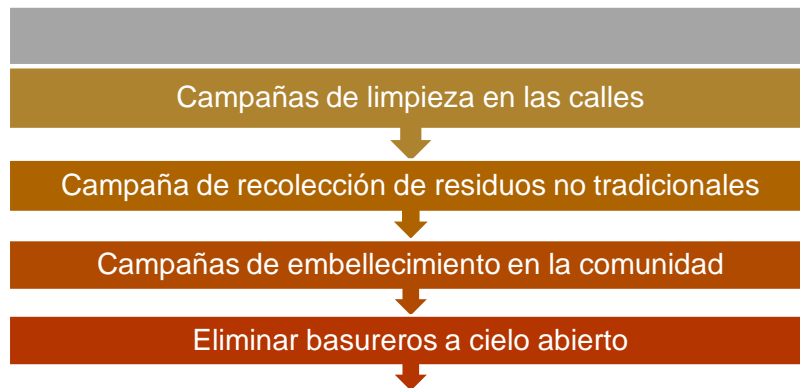 Campañas de limpieza en las calles
Campaña de recolección de residuos no tradicionales
Campañas de embellecimiento en la comunidad
Eliminar basureros a cielo abierto